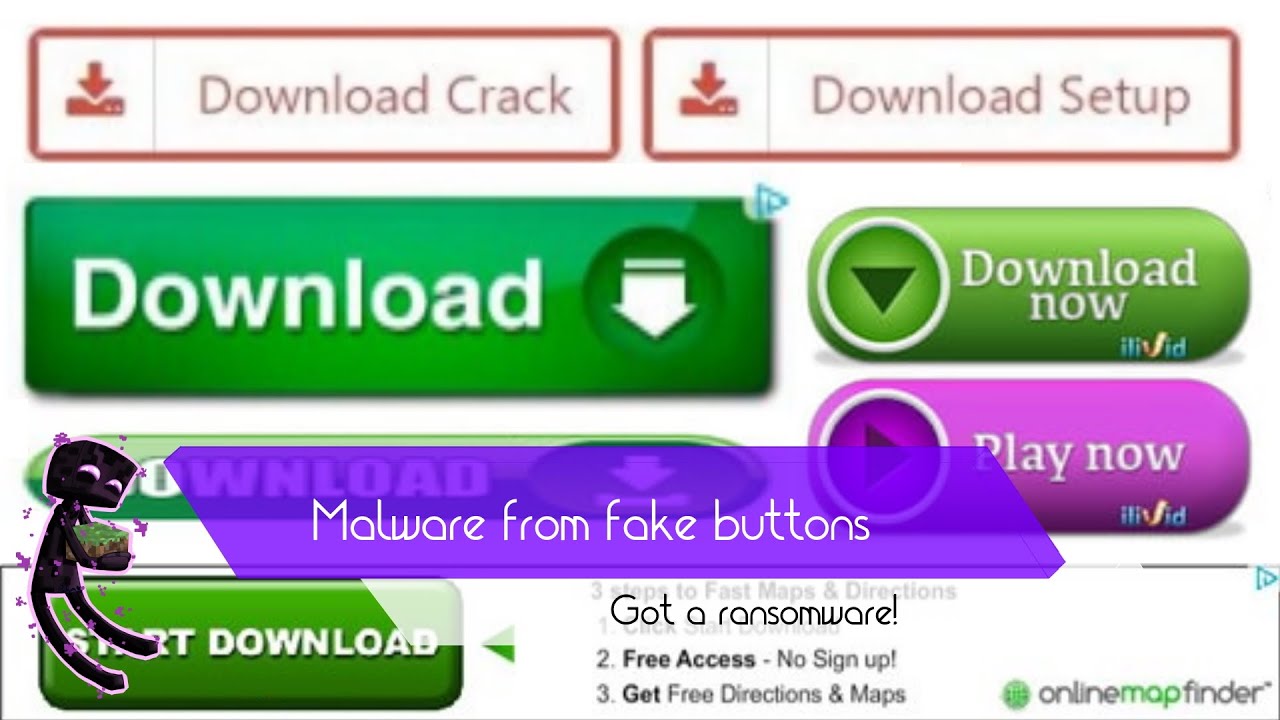 Download Crack
Download Setup
Download
Download
now
ilivid
Play now
ilivid
DOWNLOAD
Malware from fake buttons
Got a ransomware!
START DOWNLOAD
3 steps to Fast Maps & Directions
1. Click Start Download
2. Free Access - No Sign up!
3. Get Free Directions & Maps
onlinemapfinder™